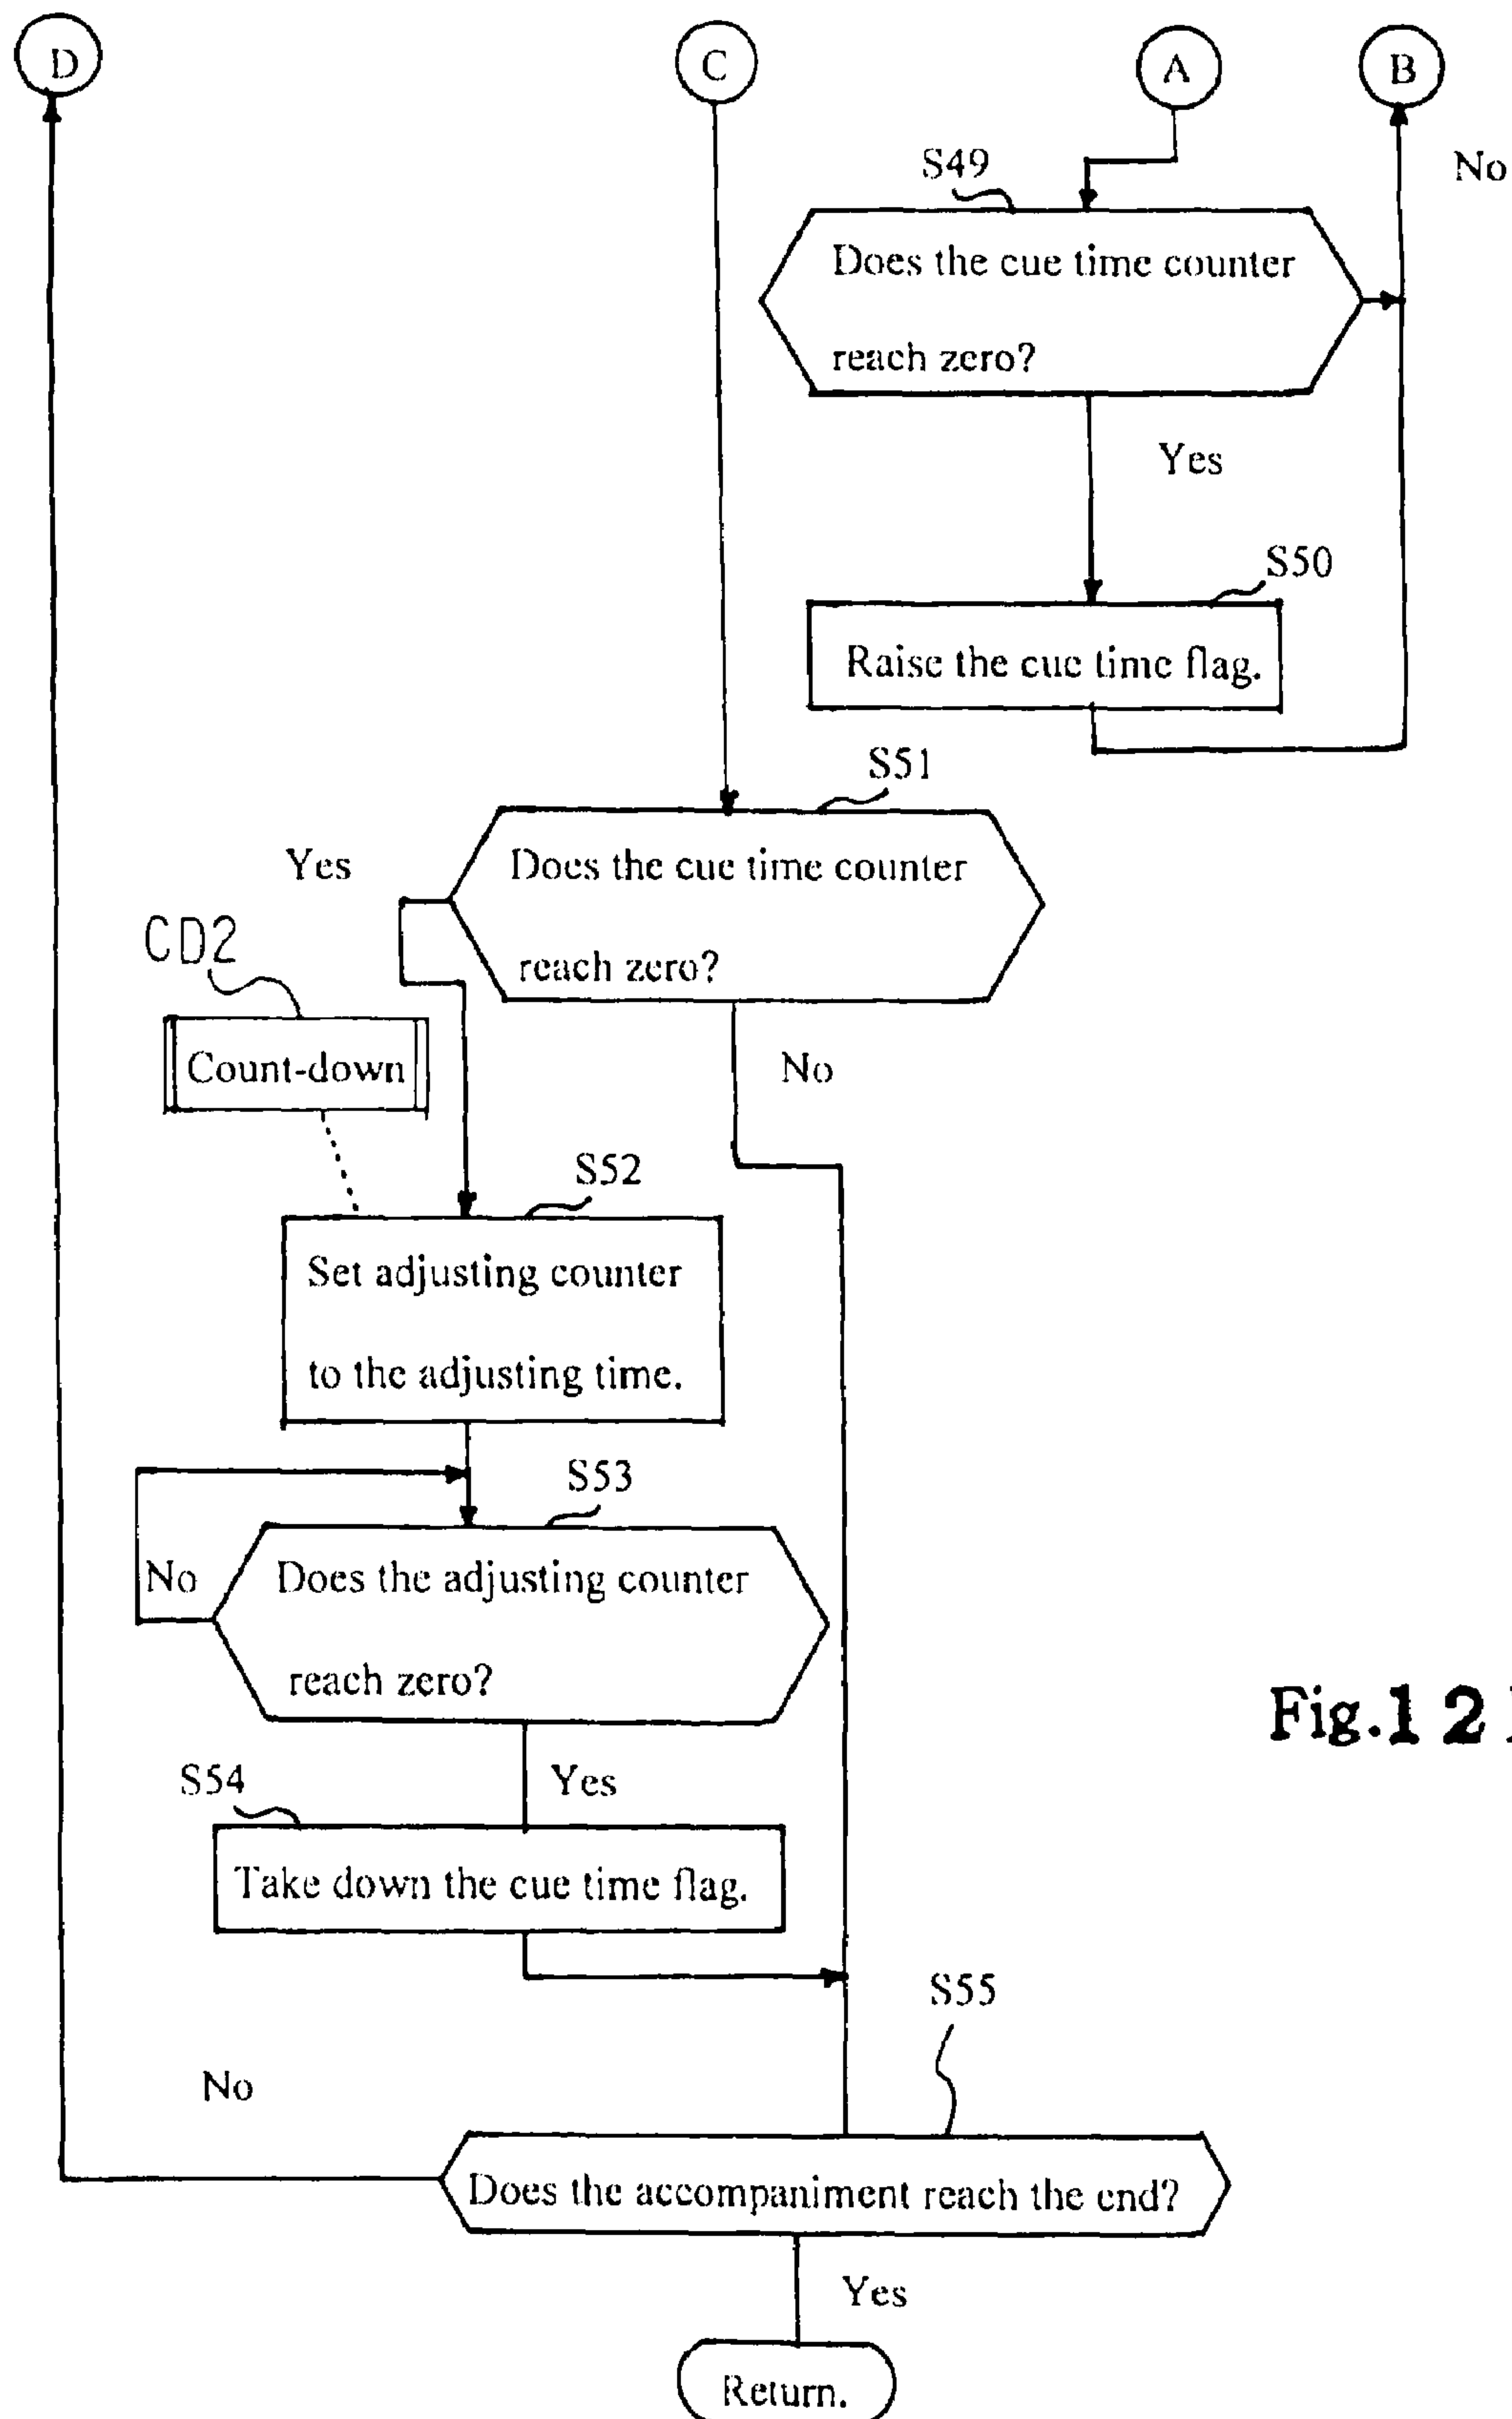 D
C
A
B
S49
No
Does the cue time counter
reach zero?
Yes
S50
Raise the cue time flag.
S51
Yes
Does the cue time counter
reach zero?
CD2
Count-down
No
S52
Set adjusting counter
to the adjusting time.
S53
No
Does the adjusting counter
reach zero?
Fig.12
S54
Yes
Take down the cue time flag.
S55
No
Does the accompaniment reach the end?
Yes
Return.